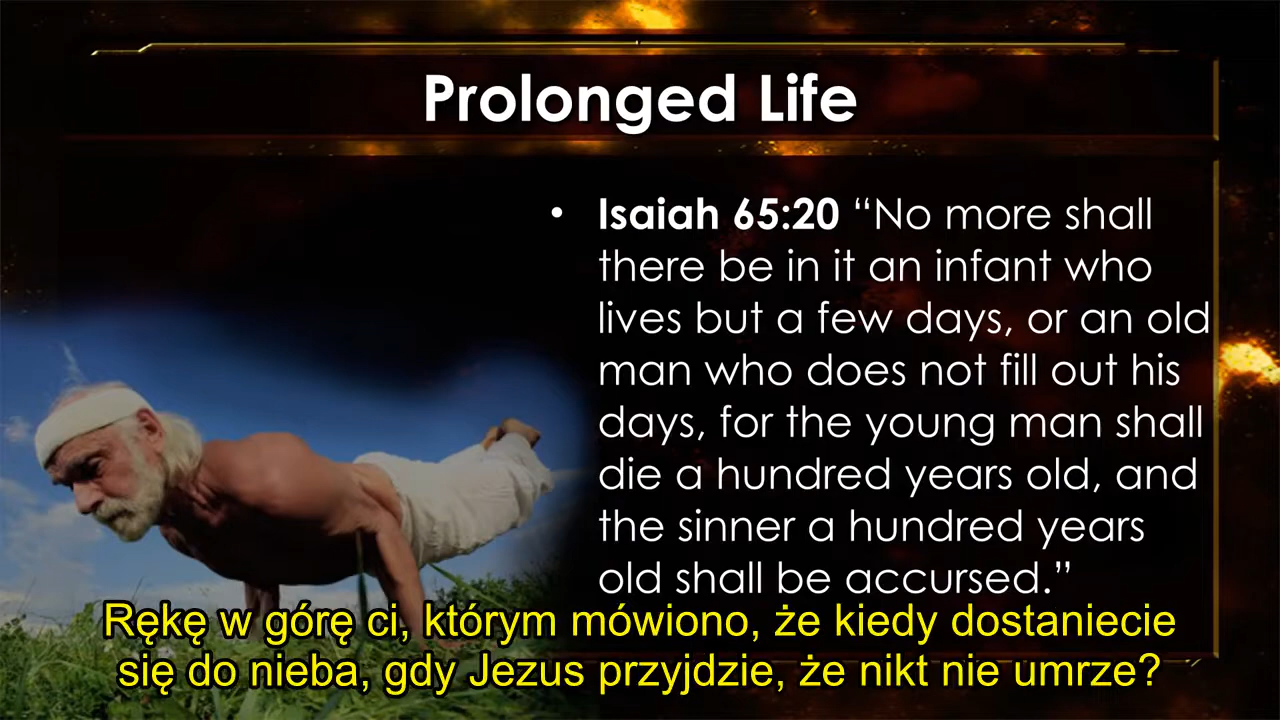 Prolonged Life
• Isaiah 65:20 “No more shall
there be in it an infant who
lives but a few days, or an old
man who does not fill out his
days, for the young man shall
die a hundred years old, and
the sinner a hundred years
old shall be accursed.”
Rękę w górę ci, którym mówiono, że kiedy dostaniecie
się do nieba, gdy Jezus przyjdzie, że nikt nie umrze?